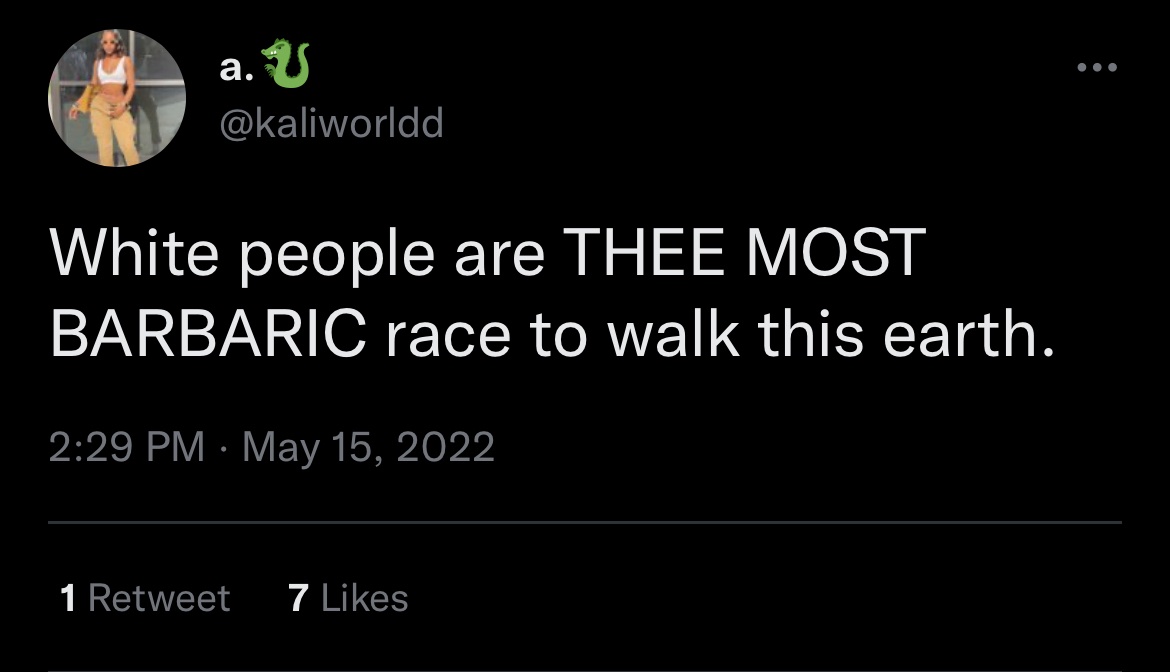 a.🐉
@kaliworldd
White people are THEE MOST
BARBARIC race to walk this earth.
2:29 PM · May 15, 2022
1 Retweet 7 Likes